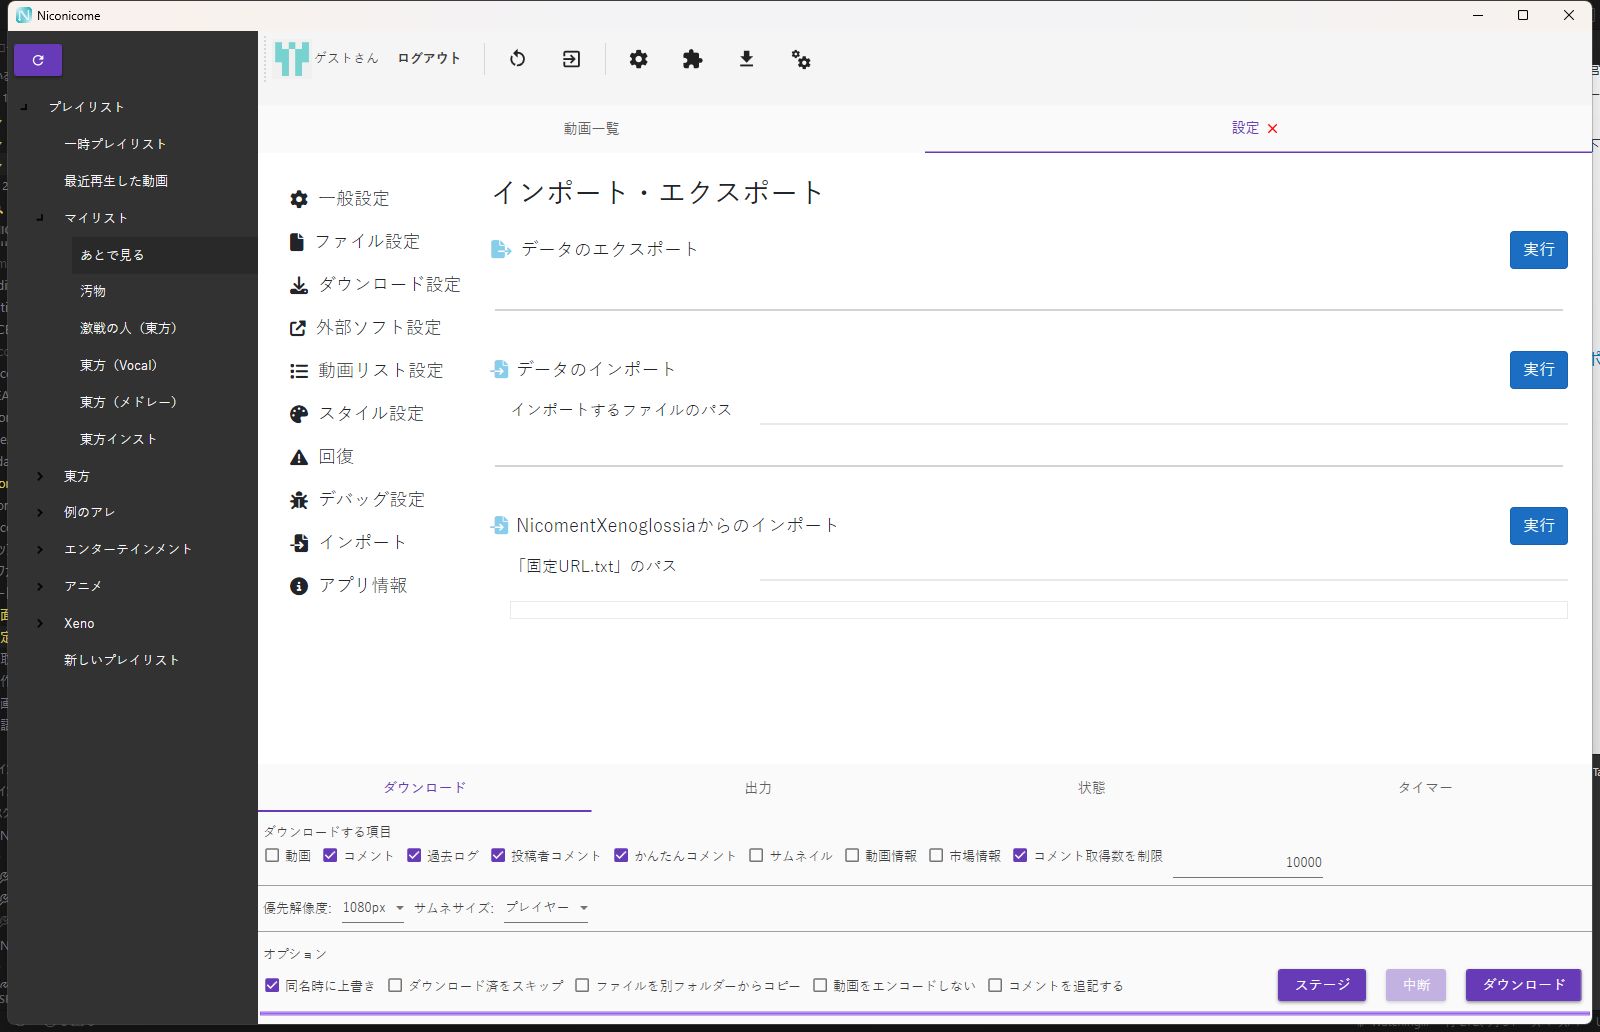 Niconicome
ゲストさん
ログアウト
プレイリスト
一時プレイリスト
最近再生した動画
マイリスト
あとで見る
汚物
激戦の人（東方）
東方（Vocal）
東方（メドレー）
東方インスト
東方
例のアレ
エンターテインメント
アニメ
Xeno
新しいプレイリスト
動画一覧
設定
一般設定
ファイル設定
ダウンロード設定
外部ソフト設定
動画リスト設定
スタイル設定
回復
デバッグ設定
インポート
アプリ情報
インポート・エクスポート
データのエクスポート
実行
データのインポート
実行
インポートするファイルのパス
NicomentXenoglossiaからのインポート
実行
「固定URL.txt」のパス
ダウンロード
出力
状態
タイマー
ダウンロードする項目
動画 コメント 過去ログ 投稿者コメント かんたんコメント サムネイル 動画情報 市場情報 コメント取得数を制限 10000
優先解像度: 1080px サムネサイズ: プレイヤー
オプション
同名時に上書き ダウンロード済をスキップ ファイルを別フォルダーからコピー 動画をエンコードしない コメントを追記する
ステージ
中断
ダウンロード